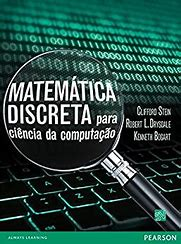 MATEMÁTICA
DISCRETA para
ciência da computação
CLIFFORD STEIN
ROBERT L. DRYSDALE
KENNETH BOGART
ALWAYS LEARNING
PEARSON